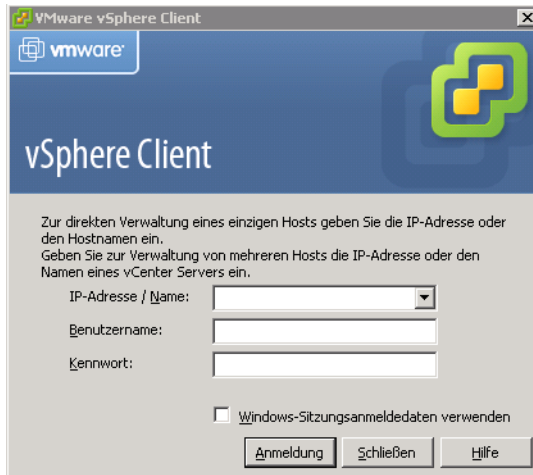 VMware vSphere Client
vmware
vSphere Client
Zur direkten Verwaltung eines einzigen Hosts geben Sie die IP-Adresse oder
den Hostnamen ein.
Geben Sie zur Verwaltung von mehreren Hosts die IP-Adresse oder den
Namen eines vCenter Servers ein.
IP-Adresse / Name:
Benutzername:
Kennwort:
Windows-Sitzungsanmeldedaten verwenden
Anmeldung Schließen Hilfe